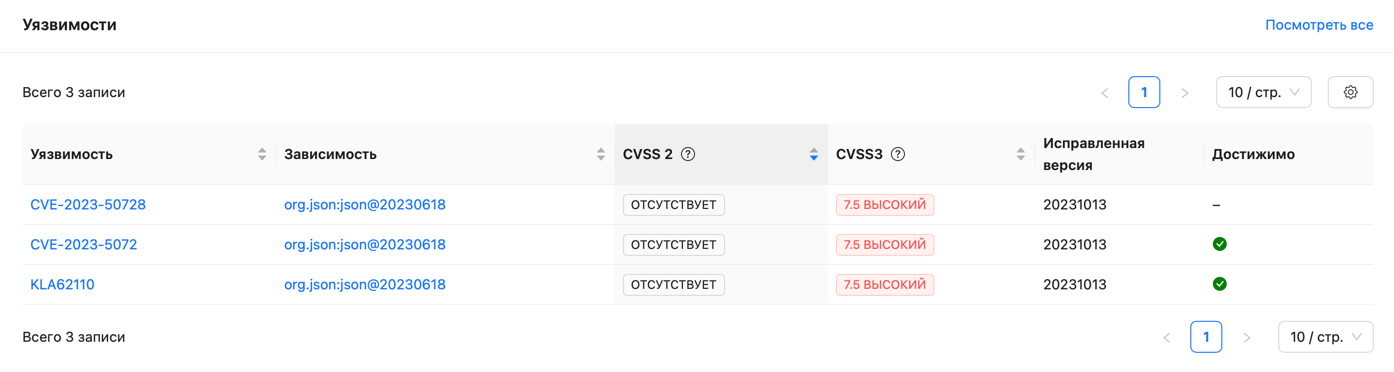 Уязвимости
Посмотреть все
Всего 3 записи
1
10 / стр.
Уязвимость
Зависимость
CVSS 2
CVSS3
Исправленная
версия
Достижимо
CVE-2023-50728
org.json:json@20230618
ОТСУТСТВУЕТ
7.5 ВЫСОКИЙ
20231013
–
CVE-2023-5072
org.json:json@20230618
ОТСУТСТВУЕТ
7.5 ВЫСОКИЙ
20231013
KLA62110
org.json:json@20230618
ОТСУТСТВУЕТ
7.5 ВЫСОКИЙ
20231013
Всего 3 записи
1
10 / стр.